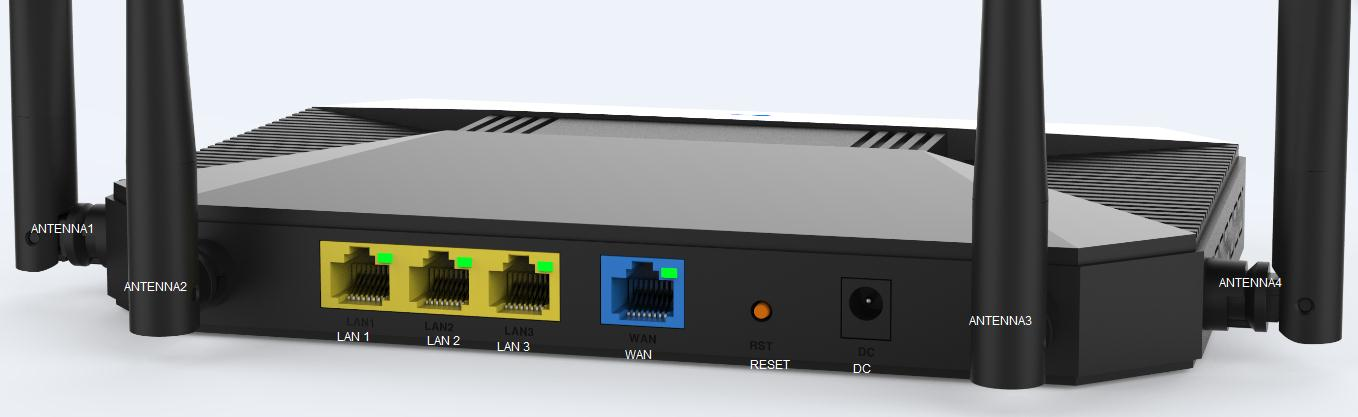 ANTENNA1
ANTENNA2
LAN1
LAN2
LAN3
WAN
RST
DC
LAN 1
LAN 2
LAN 3
WAN
RESET
DC
ANTENNA3
ANTENNA4